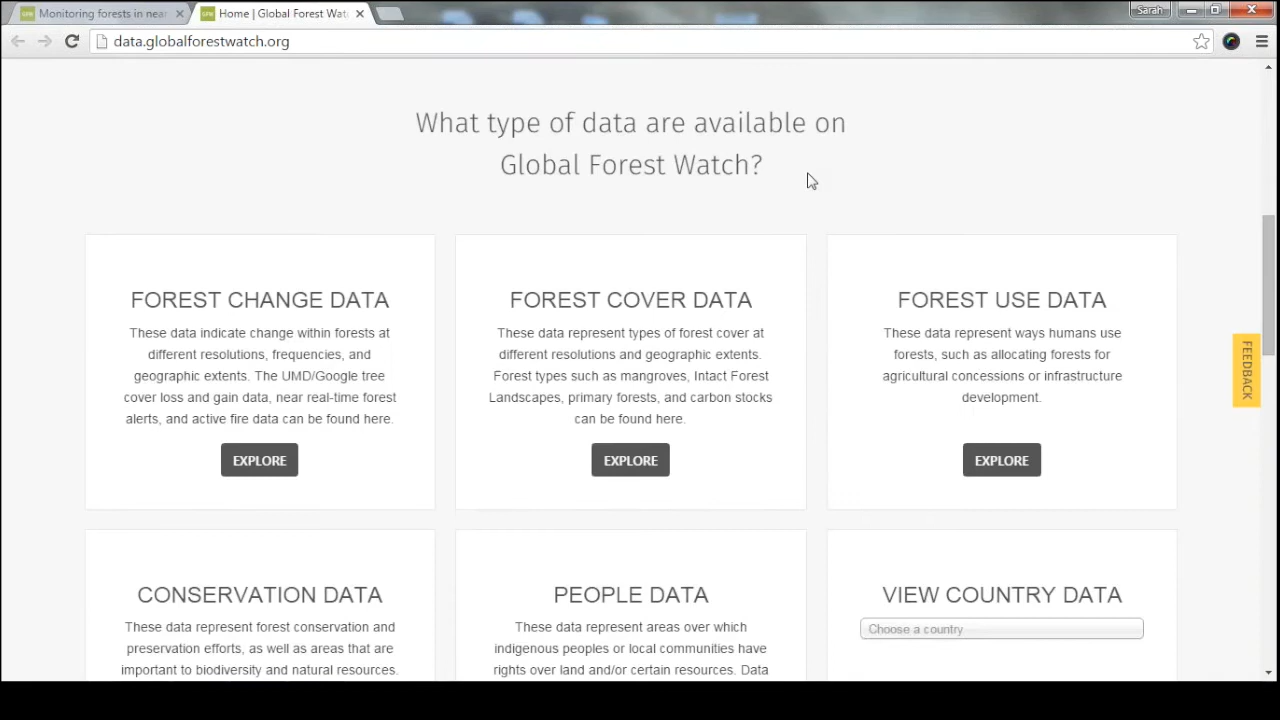 Monitoring forests in near
Home | Global Forest Wat
Sarah
data.globalforestwatch.org
What type of data are available on
Global Forest Watch?
FOREST CHANGE DATA
These data indicate change within forests at
different resolutions, frequencies, and
geographic extents. The UMD/Google tree
cover loss and gain data, near real-time forest
alerts, and active fire data can be found here.
EXPLORE
FOREST COVER DATA
These data represent types of forest cover at
different resolutions and geographic extents.
Forest types such as mangroves, Intact Forest
Landscapes, primary forests, and carbon stocks
can be found here.
EXPLORE
FOREST USE DATA
These data represent ways humans use
forests, such as allocating forests for
agricultural concessions or infrastructure
development.
EXPLORE
FEEDBACK
CONSERVATION DATA
These data represent forest conservation and
preservation efforts, as well as areas that are
important to biodiversity and natural resources.
PEOPLE DATA
These data represent areas over which
indigenous peoples or local communities have
rights over land and/or certain resources. Data
VIEW COUNTRY DATA
Choose a country